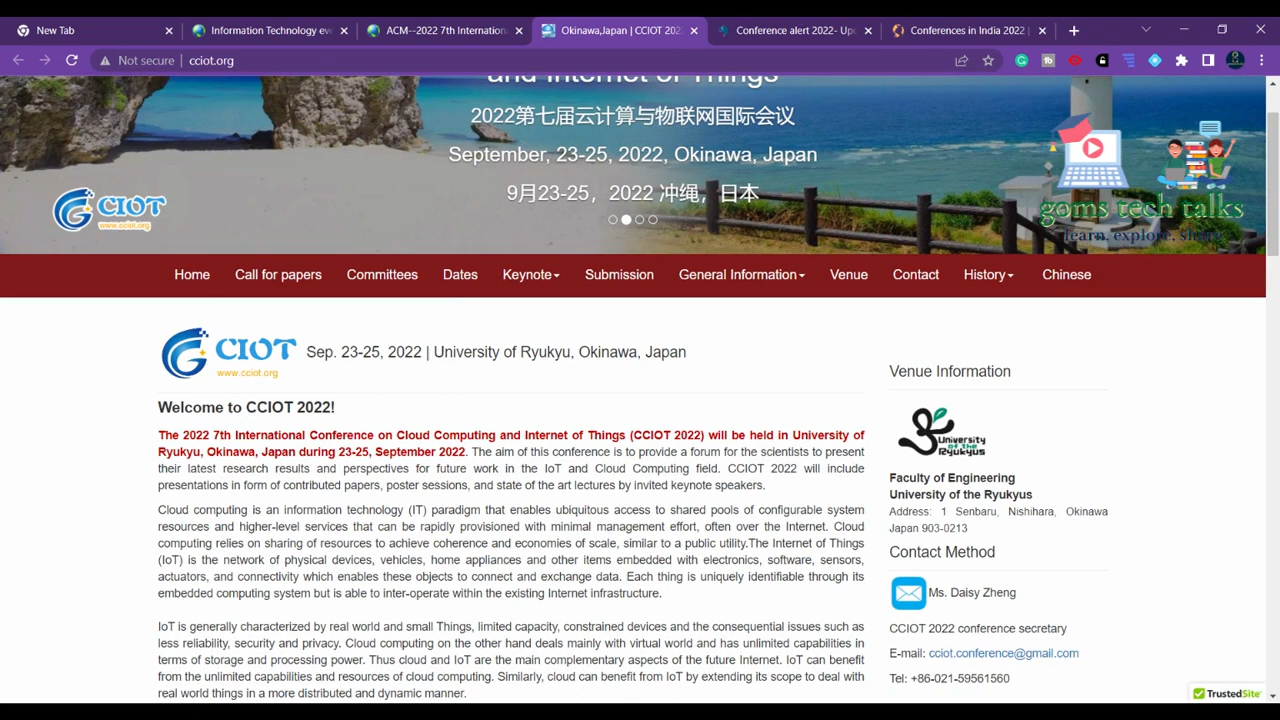 New Tab
Information Technology eve
ACM--2022 7th Internation
Okinawa,Japan | CCIOT 202
Conference alert 2022- Up
Conferences in India 2022 |
Not secure | cciot.org
and Internet of Things
2022第七届云计算与物联网国际会议
September, 23-25, 2022, Okinawa, Japan
9月23-25，2022 冲绳，日本
CIOT
www.cciot.org
goms tech talks
learn, explore, share
Home Call for papers Committees Dates Keynote General Information Submission Venue Contact History Chinese
CIOT
www.cciot.org
Sep. 23-25, 2022 | University of Ryukyu, Okinawa, Japan
Welcome to CCIOT 2022!
The 2022 7th International Conference on Cloud Computing and Internet of Things (CCIOT 2022) will be held in University of
Ryukyu, Okinawa, Japan during 23-25, September 2022. The aim of this conference is to provide a forum for the scientists to present
their latest research results and perspectives for future work in the IoT and Cloud Computing field. CCIOT 2022 will include
presentations in form of contributed papers, poster sessions, and state of the art lectures by invited keynote speakers.
Cloud computing is an information technology (IT) paradigm that enables ubiquitous access to shared pools of configurable system
resources and higher-level services that can be rapidly provisioned with minimal management effort, often over the Internet. Cloud
computing relies on sharing of resources to achieve coherence and economies of scale, similar to a public utility.The Internet of Things
(IoT) is the network of physical devices, vehicles, home appliances and other items embedded with electronics, software, sensors,
actuators, and connectivity which enables these objects to connect and exchange data. Each thing is uniquely identifiable through its
embedded computing system but is able to inter-operate within the existing Internet infrastructure.
IoT is generally characterized by real world and small Things, limited capacity, constrained devices and the consequential issues such as
less reliability, security and privacy. Cloud computing on the other hand deals mainly with virtual world and has unlimited capabilities in
terms of storage and processing power. Thus cloud and IoT are the main complementary aspects of the future Internet. IoT can benefit
from the unlimited capabilities and resources of cloud computing. Similarly, cloud can benefit from IoT by extending its scope to deal with
real world things in a more distributed and dynamic manner.
Venue Information
University
of the
Ryukyus
Faculty of Engineering
University of the Ryukyus
Address: 1 Senbaru, Nishihara, Okinawa
Japan 903-0213
Contact Method
Ms. Daisy Zheng
CCIOT 2022 conference secretary
E-mail: cciot.conference@gmail.com
Tel: +86-021-59561560
TrustedSite